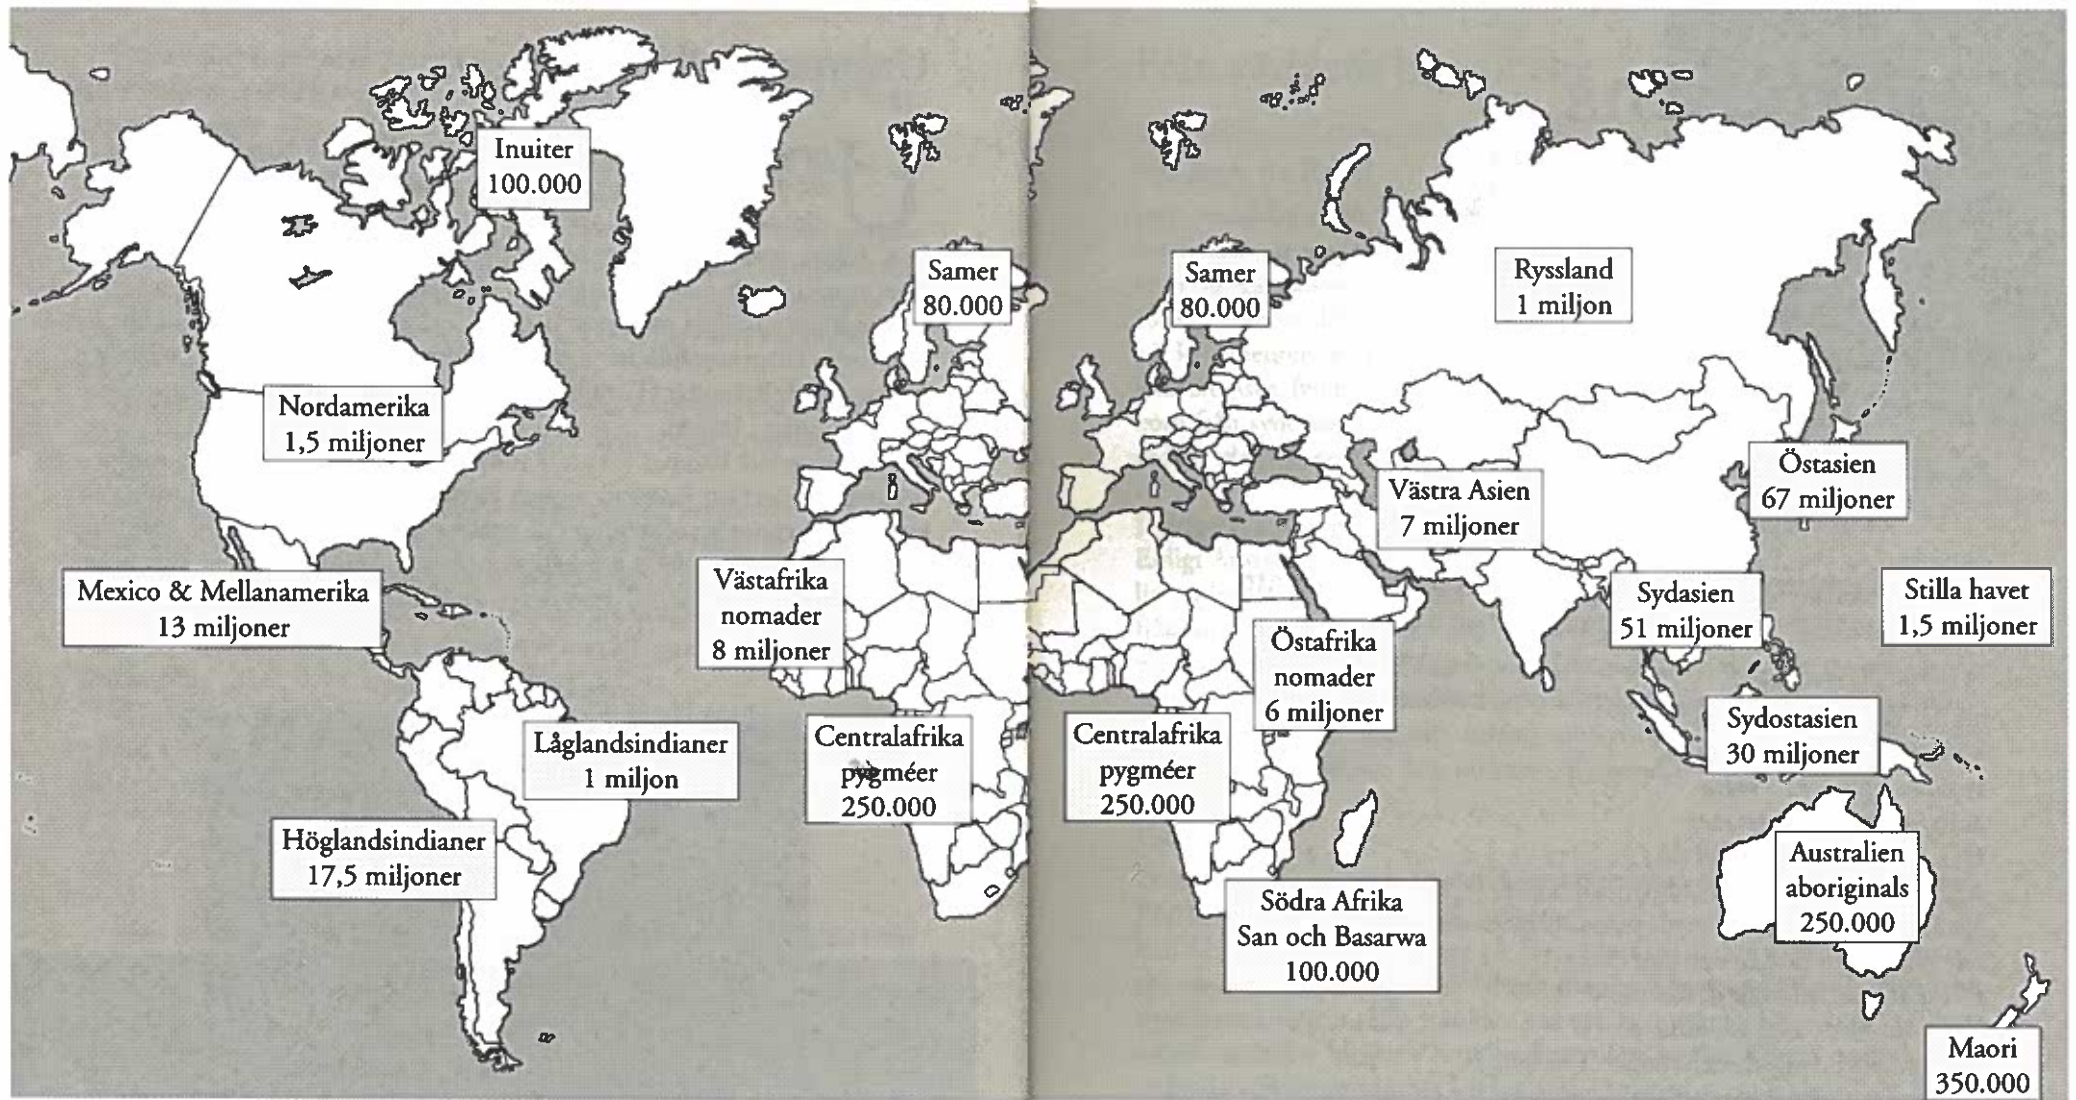 Inuiter
100.000
Samer
80.000
Nordamerika
1,5 miljoner
Mexico & Mellanamerika
13 miljoner
Västafrika
nomader
8 miljoner
Låglandsindianer
1 miljon
Centralafrika
pygméer
250.000
Höglandsindianer
17,5 miljoner
Samer
80.000
Ryssland
1 miljon
Västra Asien
7 miljoner
Östasien
67 miljoner
Sydasien
51 miljoner
Stilla havet
1,5 miljoner
Östafrika
nomader
6 miljoner
Centralafrika
pygméer
250.000
Sydostasien
30 miljoner
Södra Afrika
San och Basarwa
100.000
Australien
aboriginals
250.000
Maori
350.000